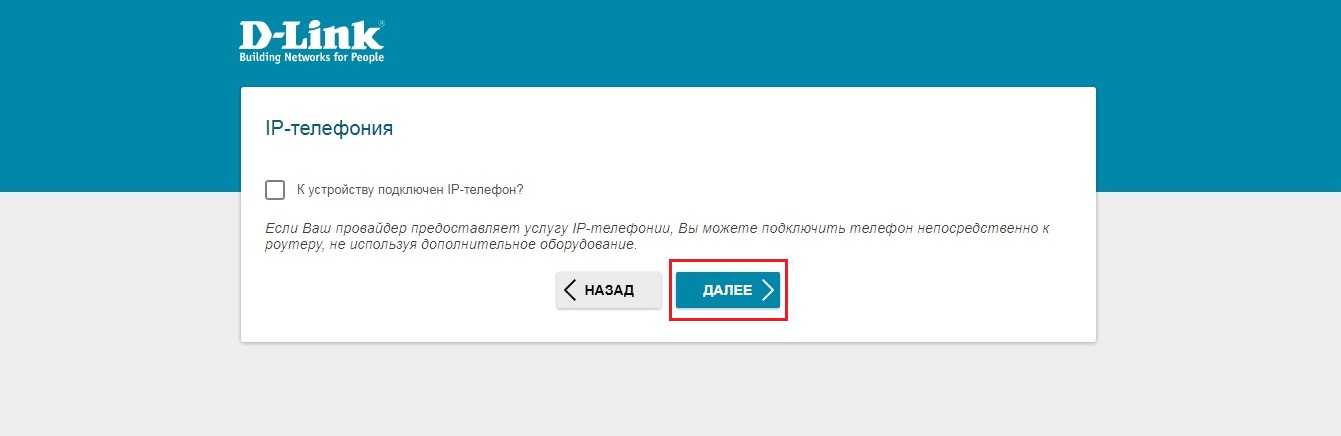 D-Link®
Building Networks for People
IP-телефония
К устройству подключен IP-телефон?
Если Ваш провайдер предоставляет услугу IP-телефонии, Вы можете подключить телефон непосредственно к
роутеру, не используя дополнительное оборудование.
НАЗАД
ДАЛЕЕ